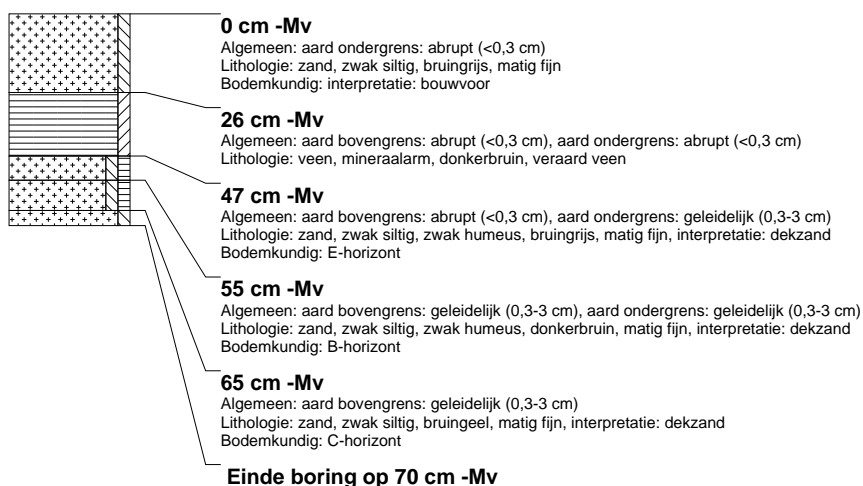 0 cm -Mv
Algemeen: aard ondergrens: abrupt (<0,3 cm)
Lithologie: zand, zwak siltig, bruingrijs, matig fijn
Bodemkundig: interpretatie: bouwvoor
26 cm -Mv
Algemeen: aard bovengrens: abrupt (<0,3 cm), aard ondergrens: abrupt (<0,3 cm)
Lithologie: veen, mineraalarm, donkerbruin, veraard veen
47 cm -Mv
Algemeen: aard bovengrens: abrupt (<0,3 cm), aard ondergrens: geleidelijk (0,3-3 cm)
Lithologie: zand, zwak siltig, zwak humeus, bruingrijs, matig fijn, interpretatie: dekzand
Bodemkundig: E-horizont
55 cm -Mv
Algemeen: aard bovengrens: geleidelijk (0,3-3 cm), aard ondergrens: geleidelijk (0,3-3 cm)
Lithologie: zand, zwak siltig, zwak humeus, donkerbruin, matig fijn, interpretatie: dekzand
Bodemkundig: B-horizont
65 cm -Mv
Algemeen: aard bovengrens: geleidelijk (0,3-3 cm)
Lithologie: zand, zwak siltig, bruingeel, matig fijn, interpretatie: dekzand
Bodemkundig: C-horizont
Einde boring op 70 cm -Mv